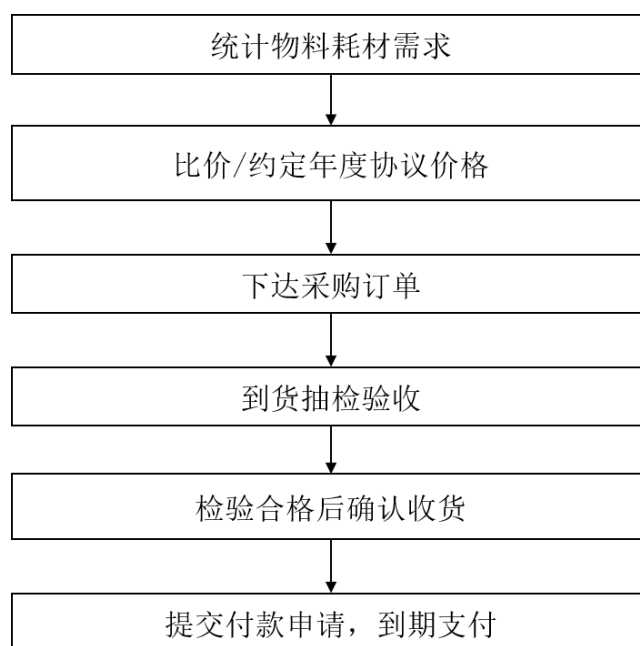 统计物料耗材需求
比价/约定年度协议价格
下达采购订单
到货抽检验收
检验合格后确认收货
提交付款申请，到期支付